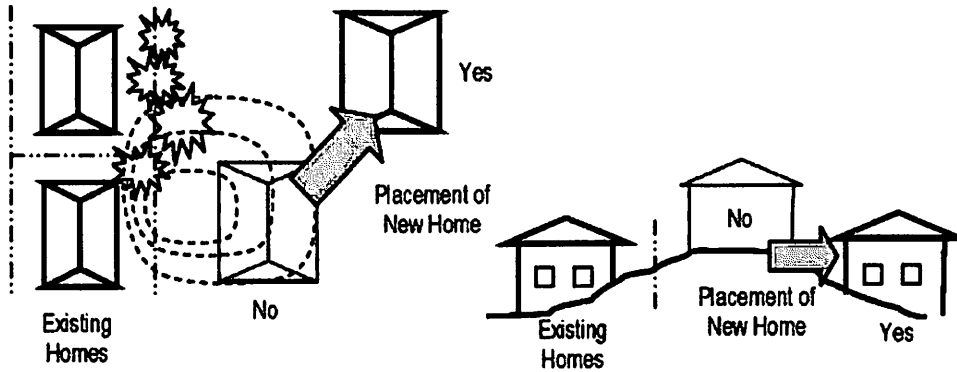 Yes
Placement of
New Home
No
Existing
Homes
No
Placement of
New Home
Existing
Homes
Yes